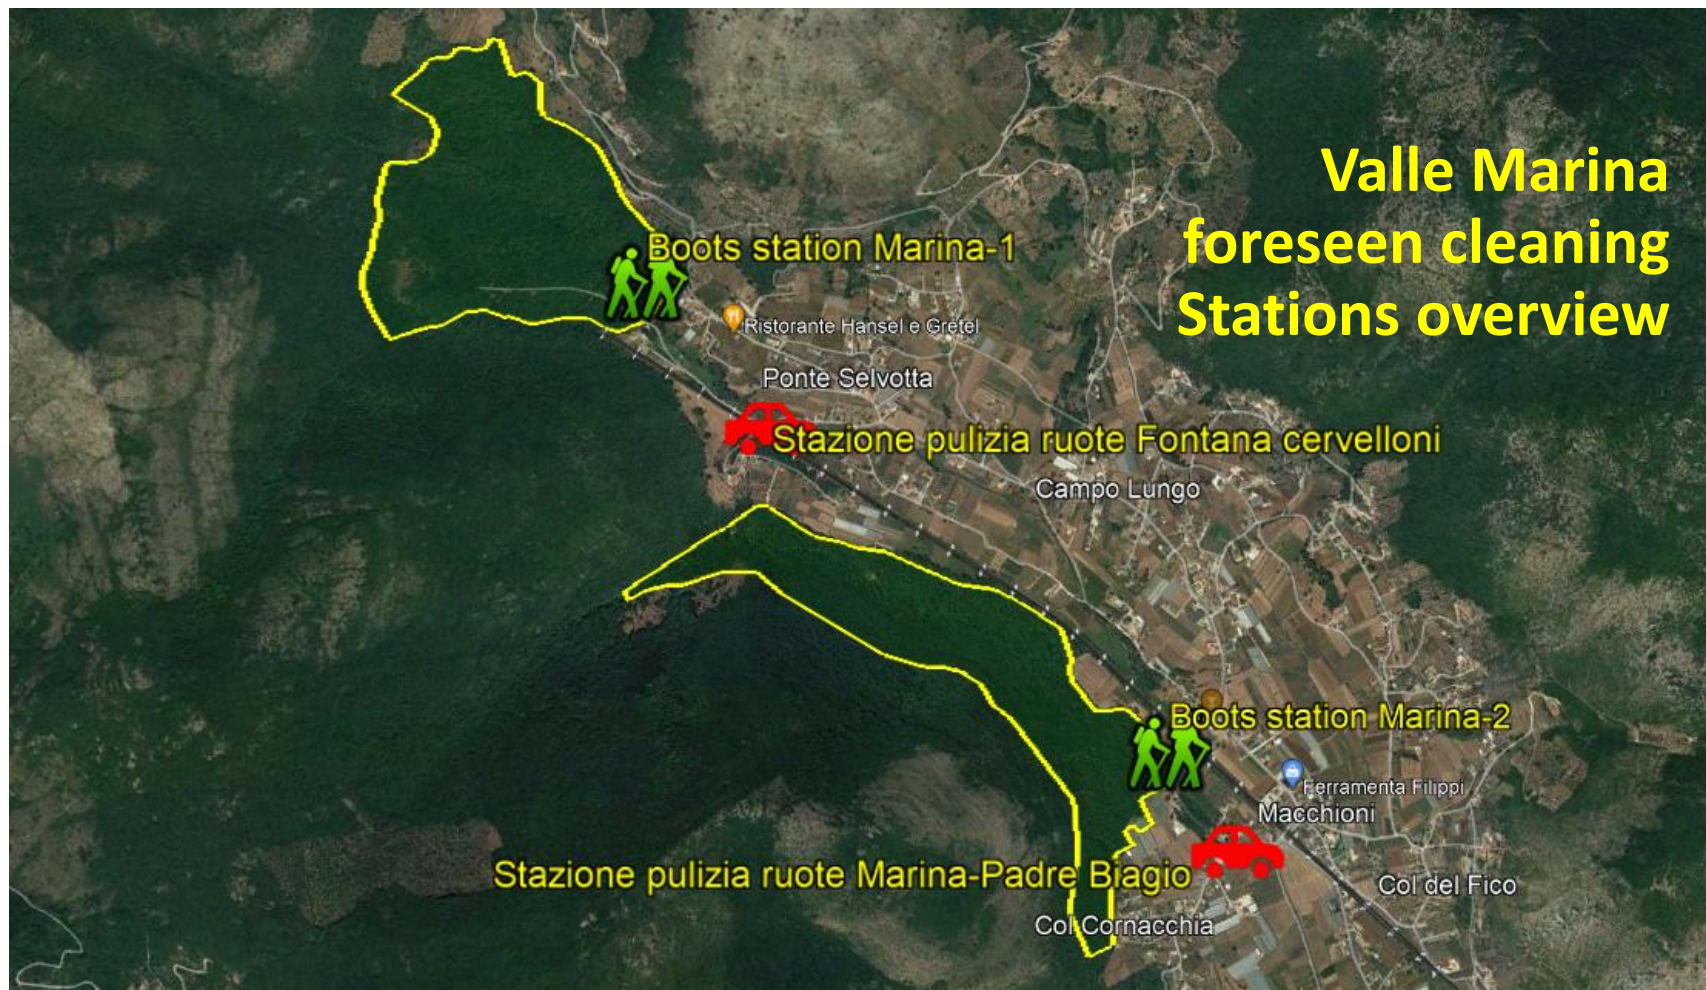 Valle Marina
foreseen cleaning
Stations overview
Boots station Marina-1
Ristorante Hansel e Gretel
Ponte Selvotta
Stazione pulizia ruote Fontana cervelloni
Campo Lungo
Boots station Marina-2
Ferramenta Filippi
Macchioni
Stazione pulizia ruote Marina-Padre Biagio
Col del Fico
Col Cornacchia